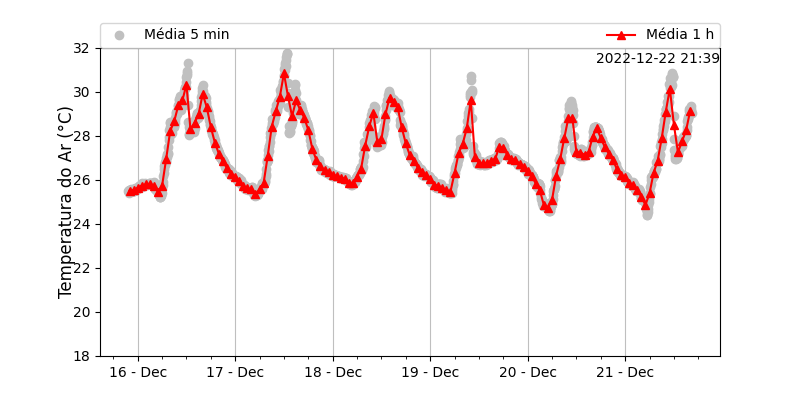 Média 5 min
Média 1 h
2022-12-22 21:39
Temperatura do Ar (°C)
32
30
28
26
24
22
20
18
16 - Dec
17 - Dec
18 - Dec
19 - Dec
20 - Dec
21 - Dec